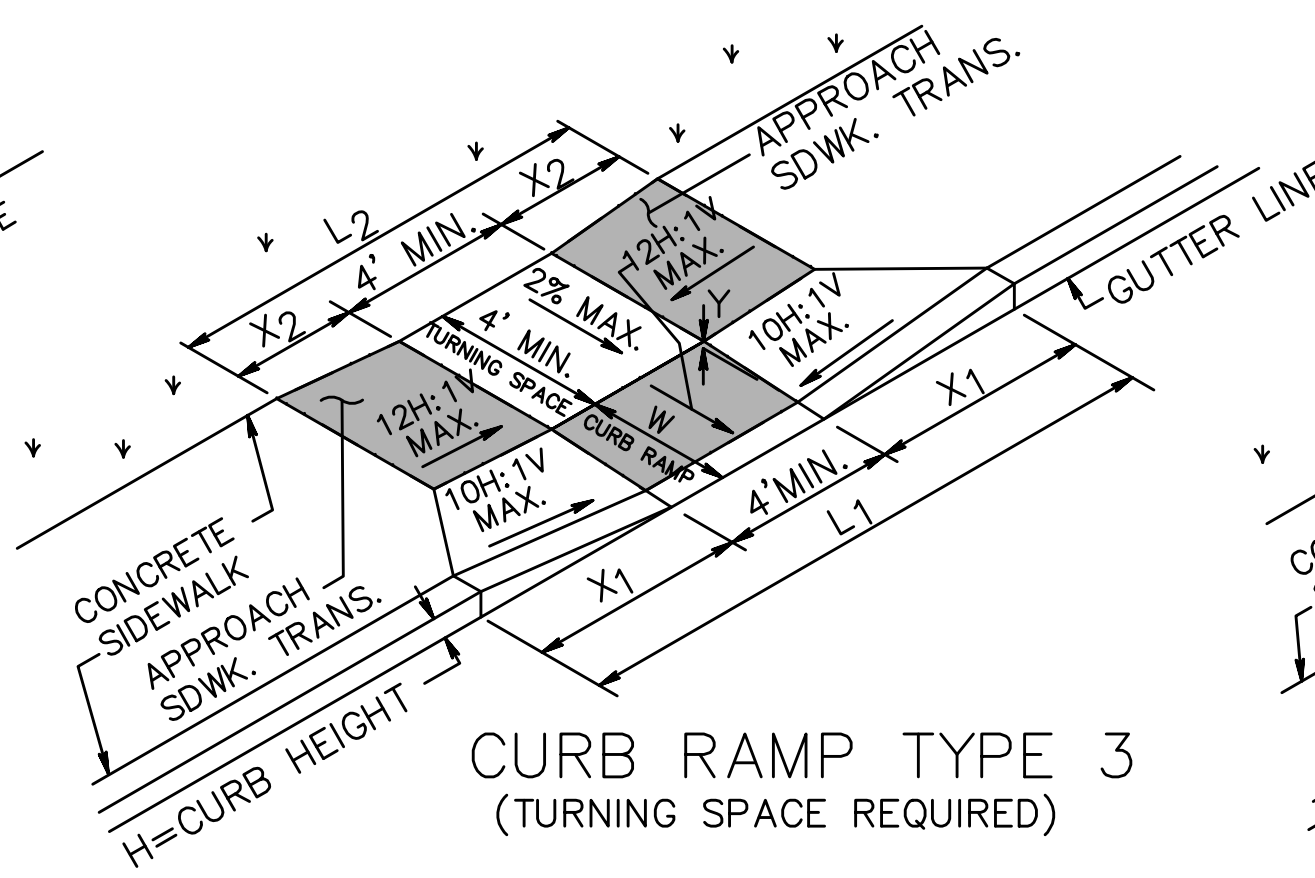 APPROACH
SDWK. TRANS.
L2
X2
4' MIN.
X2
12H:1V
MAX.
GUTTER LINE
2% MAX.
Y
4' MIN.
10H:1V
MAX.
TURNING SPACE
12H:1V
MAX.
W
CURB RAMP
X1
10H:1V
MAX.
4'MIN.
L1
X1
CONCRETE
SIDEWALK
APPROACH
SDWK. TRANS.
H=CURB HEIGHT
CURB RAMP TYPE 3
(TURNING SPACE REQUIRED)